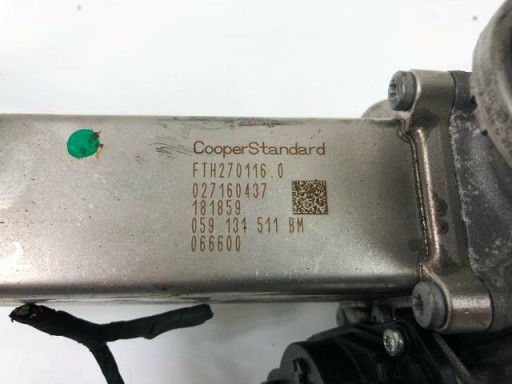 CooperStandard
FTH270116.0
027160437
181859
059 131 511 BM
066600